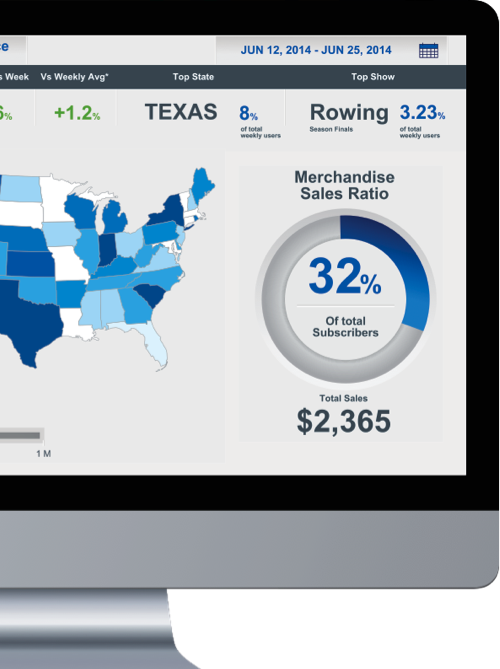 ce
JUN 12, 2014 - JUN 25, 2014
s Week
Vs Weekly Avg*
Top State
Top Show
6%
+1.2%
TEXAS
8%
of total
weekly users
Rowing
Season Finals
3.23%
of total
weekly users
Merchandise
Sales Ratio
32%
Of total
Subscribers
Total Sales
$2,365
1 M